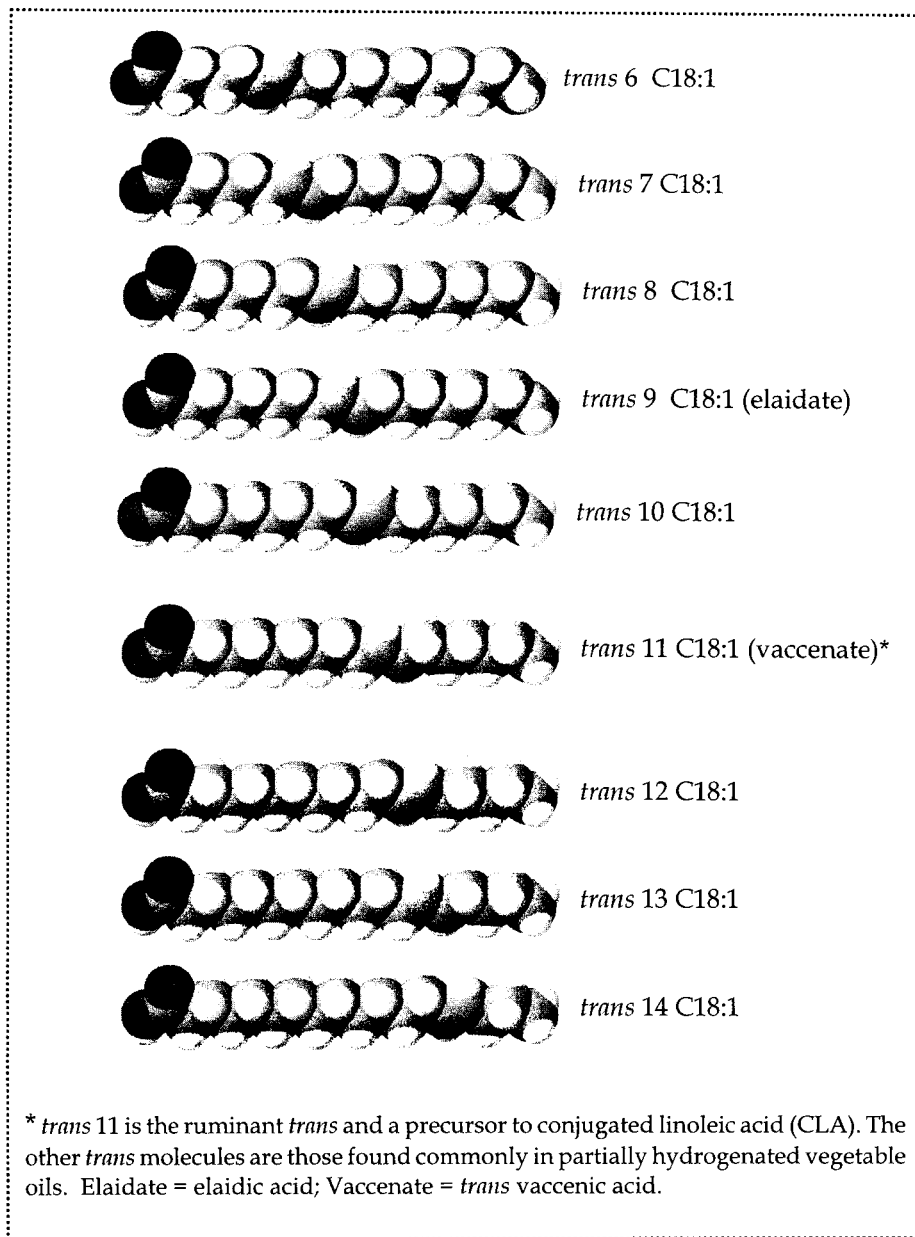 trans 6 C18:1
trans 7 C18:1
trans 8 C18:1
trans 9 C18:1 (elaidate)
trans 10 C18:1
trans 11 C18:1 (vaccenate)*
trans 12 C18:1
trans 13 C18:1
trans 14 C18:1
* trans 11 is the ruminant trans and a precursor to conjugated linoleic acid (CLA). The
other trans molecules are those found commonly in partially hydrogenated vegetable
oils. Elaidate = elaidic acid; Vaccenate = trans vaccenic acid.